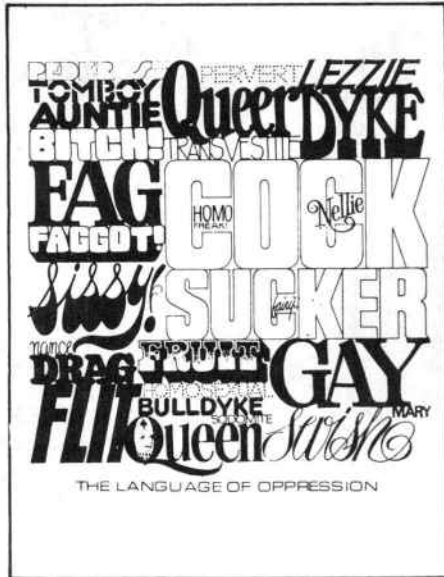 PERVERT
LEZZIE
TOMBOY
Queer
DYKE
AUNTIE
BITCH!
TRANSVESTITE
FAG
COCK
HOMO
FREAK!
Nellie
FAGGOT!
SUCKER
fairy!
sissy!
nance
FRUIT
GAY
DRAG
HOMOSEXUAL
MARY
FLIT
BULLDYKE
SODOMITE
Queen
swish
THE LANGUAGE OF OPPRESSION